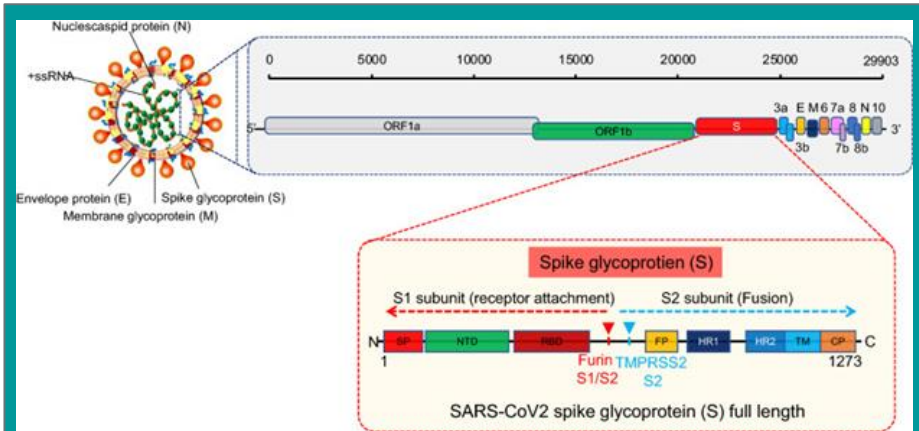 Nuclescaspid protein (N)
+ssRNA
Envelope protein (E)
Spike glycoprotein (S)
Membrane glycoprotein (M)
0 5000 10000 15000 20000 25000 29903
3a E M 6 7a 8 N 10
5' ORF1a ORF1b S 3'
3b 7b 8b
Spike glycoprotien (S)
S1 subunit (receptor attachment) S2 subunit (Fusion)
N SP NTD RBD FP HR1 HR2 TM CP C
1 1273
Furin TMPRSS2
S1/S2 S2
SARS-CoV2 spike glycoprotein (S) full length